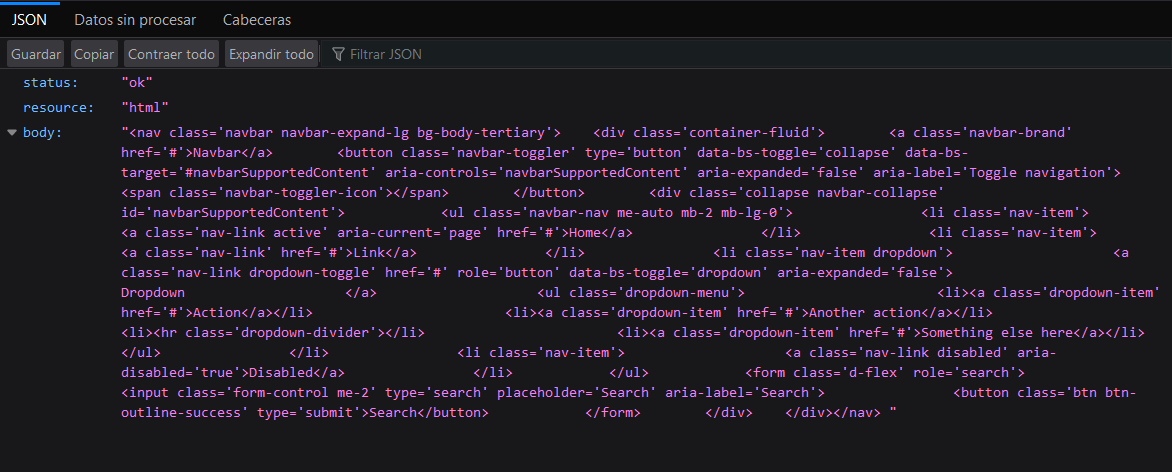 JSON Datos sin procesar Cabeceras
Guardar Copiar Contraer todo Expandir todo Filtrar JSON
status: "ok"
resource: "html"
body: "<nav class='navbar navbar-expand-lg bg-body-tertiary'> <div class='container-fluid'> <a class='navbar-brand'
href='#'>Navbar</a> <button class='navbar-toggler' type='button' data-bs-toggle='collapse' data-bs-
target='#navbarSupportedContent' aria-controls='navbarSupportedContent' aria-expanded='false' aria-label='Toggle navigation'>
<span class='navbar-toggler-icon'></span> </button> <div class='collapse navbar-collapse'
id='navbarSupportedContent'> <ul class='navbar-nav me-auto mb-2 mb-lg-0'> <li class='nav-item'>
<a class='nav-link active' aria-current='page' href='#'>Home</a> </li> <li class='nav-item'>
<a class='nav-link' href='#'>Link</a> </li> <li class='nav-item dropdown'> <a
class='nav-link dropdown-toggle' href='#' role='button' data-bs-toggle='dropdown' aria-expanded='false'>
Dropdown </a> <ul class='dropdown-menu'> <li><a class='dropdown-item'
href='#'>Action</a></li> <li><a class='dropdown-item' href='#'>Another action</a></li>
<li><hr class='dropdown-divider'></li> <li><a class='dropdown-item' href='#'>Something else here</a></li>
</ul> </li> <li class='nav-item'> <a class='nav-link disabled' aria-
disabled='true'>Disabled</a> </li> </ul> <form class='d-flex' role='search'>
<input class='form-control me-2' type='search' placeholder='Search' aria-label='Search'> <button class='btn btn-
outline-success' type='submit'>Search</button> </form> </div> </div></nav> "